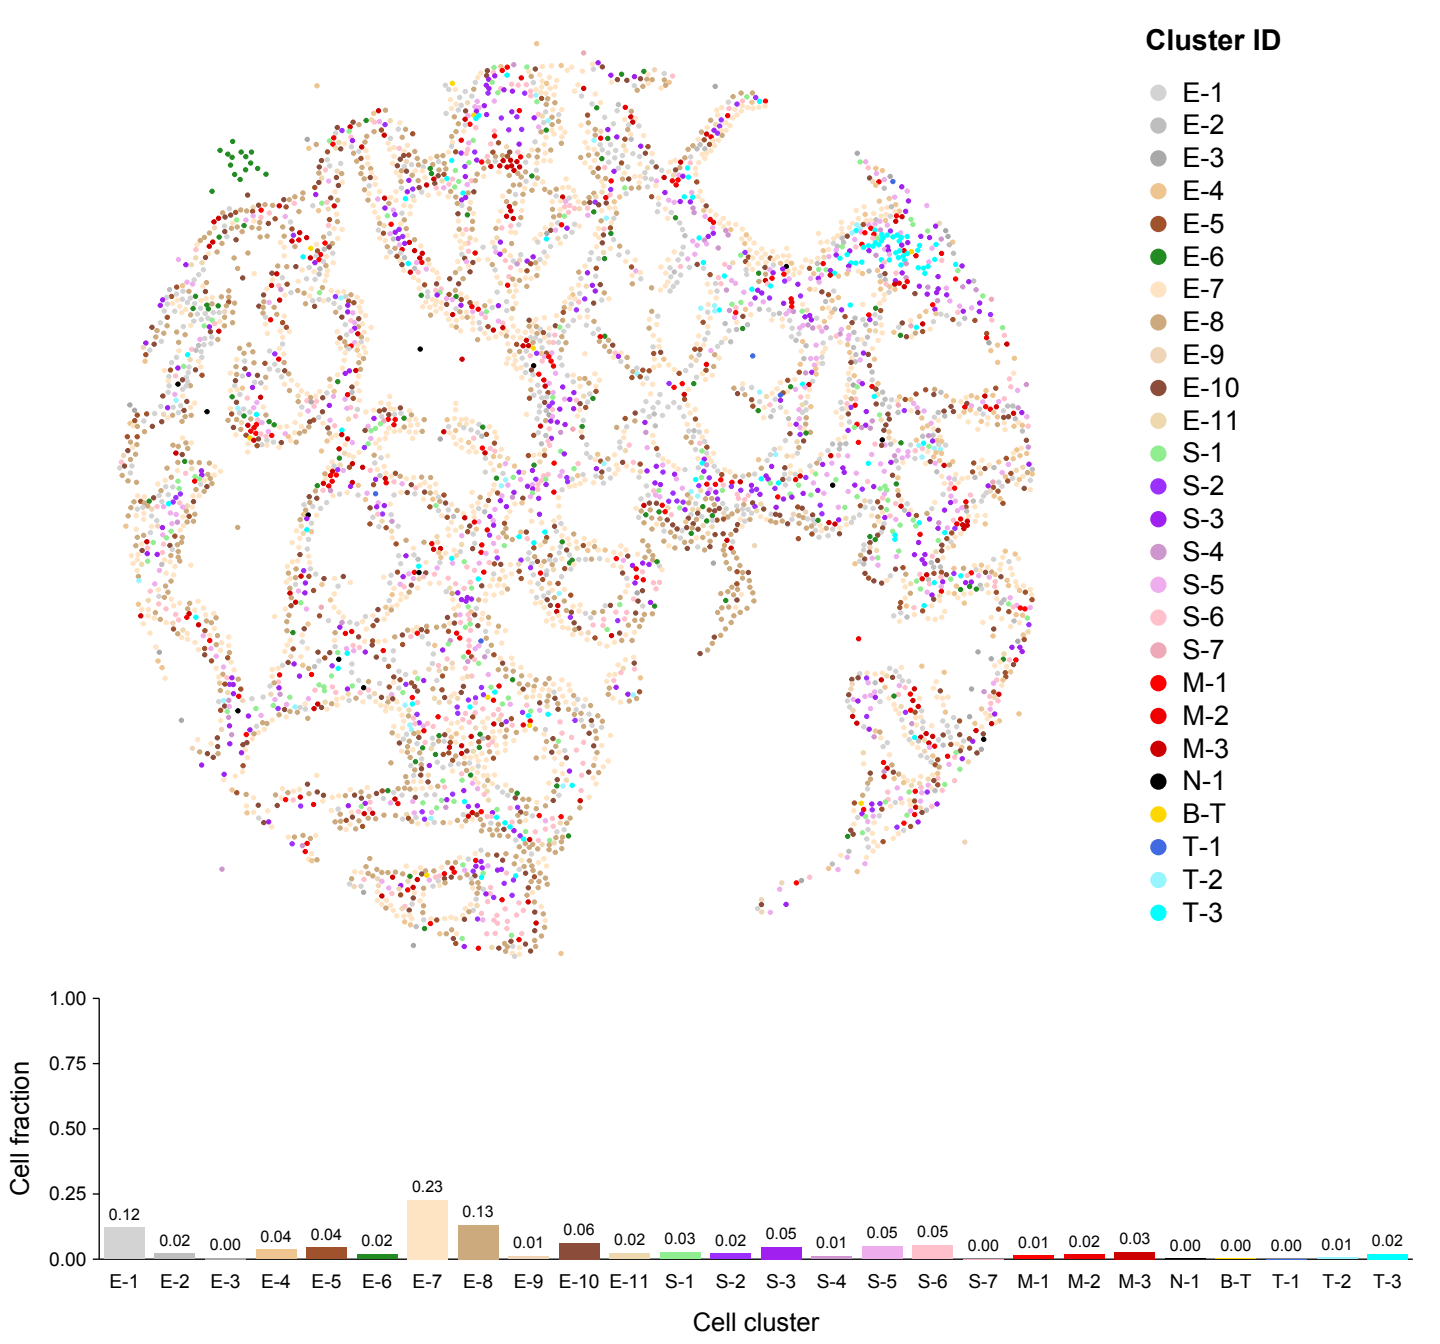 Cluster ID
E-1
E-2
E-3
E-4
E-5
E-6
E-7
E-8
E-9
E-10
E-11
S-1
S-2
S-3
S-4
S-5
S-6
S-7
M-1
M-2
M-3
N-1
B-T
T-1
T-2
T-3
1.00
0.75
0.50
0.25
0.00
Cell fraction
0.12 0.02 0.00 0.04 0.04 0.02 0.23 0.13 0.01 0.06 0.02 0.03 0.02 0.05 0.01 0.05 0.05 0.00 0.01 0.02 0.03 0.00 0.00 0.00 0.01 0.02
E-1 E-2 E-3 E-4 E-5 E-6 E-7 E-8 E-9 E-10 E-11 S-1 S-2 S-3 S-4 S-5 S-6 S-7 M-1 M-2 M-3 N-1 B-T T-1 T-2 T-3
Cell cluster